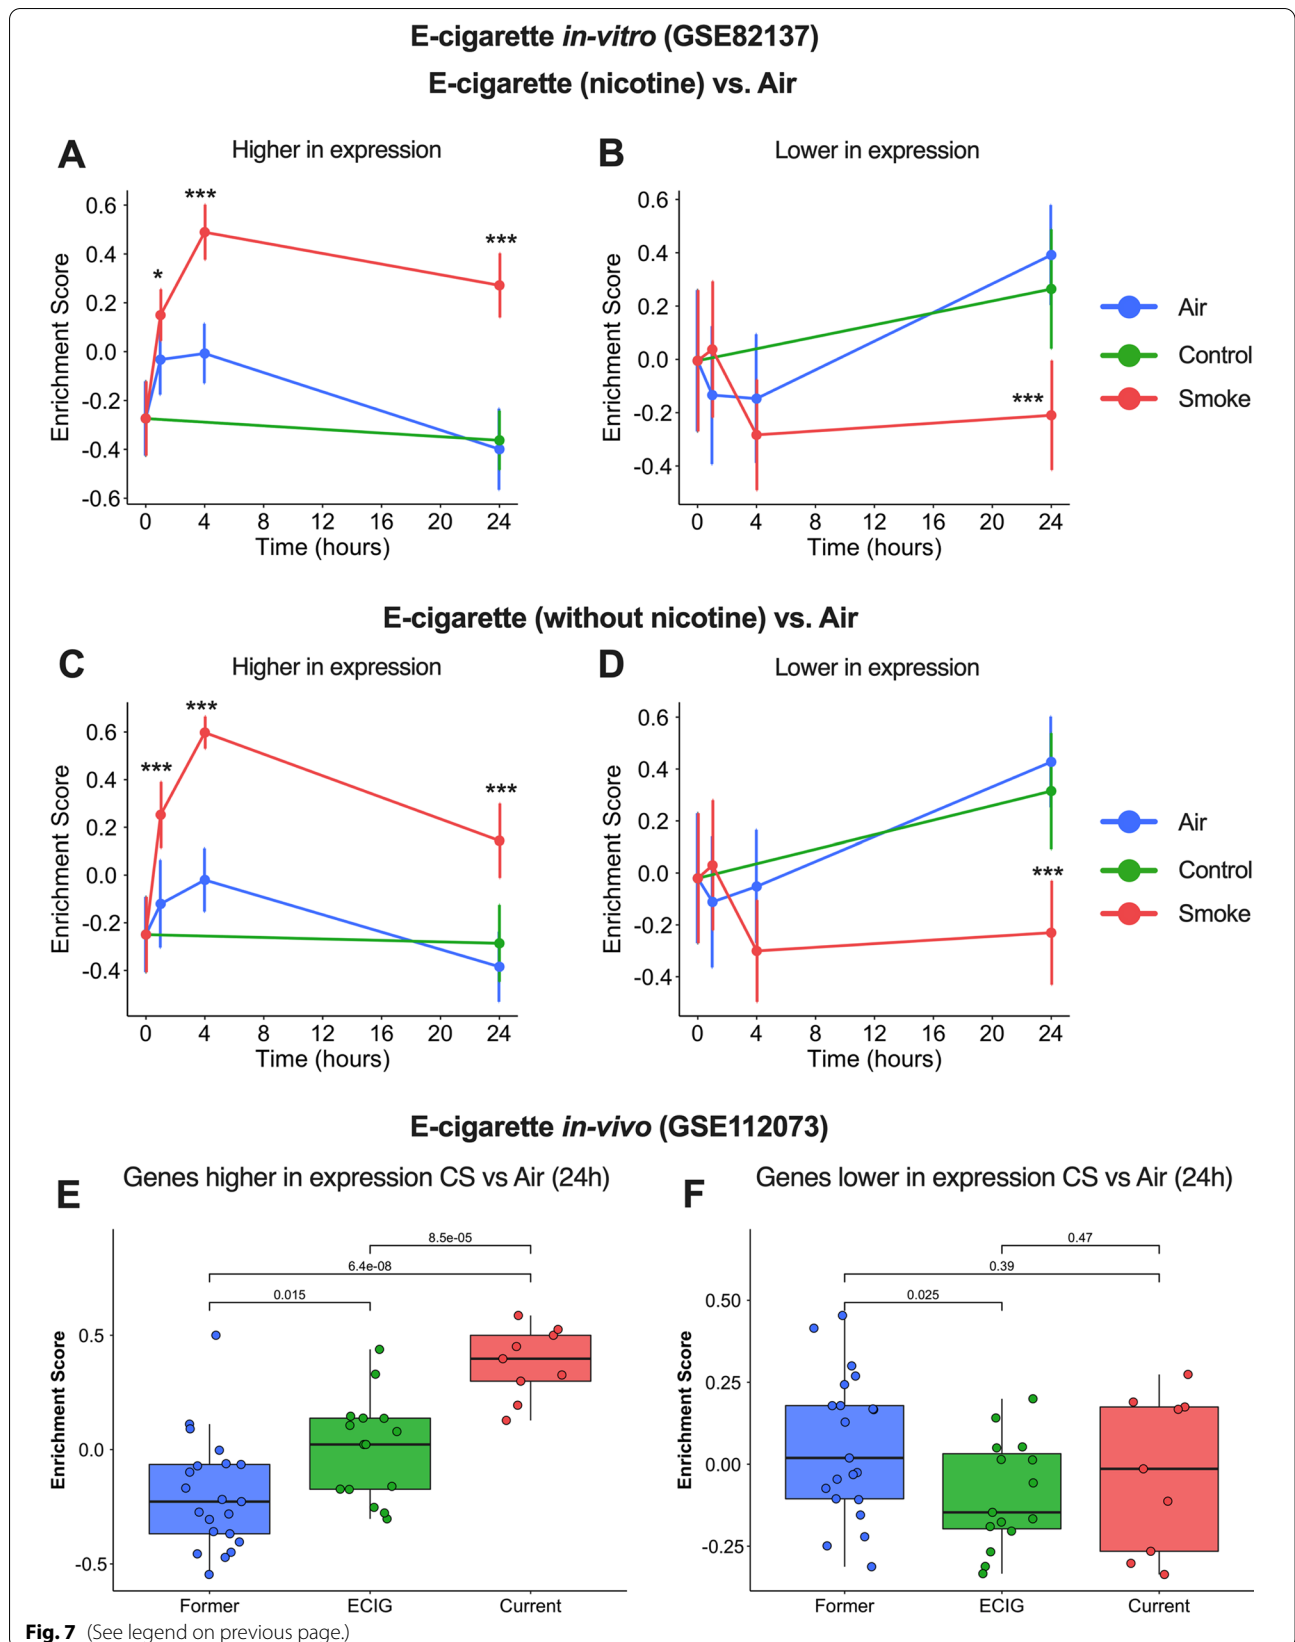 E-cigarette in-vitro (GSE82137)
E-cigarette (nicotine) vs. Air
A
Higher in expression
B
Lower in expression
Enrichment Score
0.6
0.4
0.2
0.0
-0.2
-0.4
-0.6
*
***
***
0 4 8 12 16 20 24
Time (hours)
Enrichment Score
0.6
0.4
0.2
0.0
-0.2
-0.4
***
0 4 8 12 16 20 24
Time (hours)
Air
Control
Smoke
E-cigarette (without nicotine) vs. Air
C
Higher in expression
D
Lower in expression
Enrichment Score
0.6
0.4
0.2
0.0
-0.2
-0.4
***
***
***
0 4 8 12 16 20 24
Time (hours)
Enrichment Score
0.6
0.4
0.2
0.0
-0.2
-0.4
***
0 4 8 12 16 20 24
Time (hours)
Air
Control
Smoke
E-cigarette in-vivo (GSE112073)
E
Genes higher in expression CS vs Air (24h)
F
Genes lower in expression CS vs Air (24h)
Enrichment Score
0.5
0.0
-0.5
8.5e-05
6.4e-08
0.015
Former ECIG Current
Enrichment Score
0.50
0.25
0.00
-0.25
0.47
0.39
0.025
Former ECIG Current
Fig. 7 (See legend on previous page.)